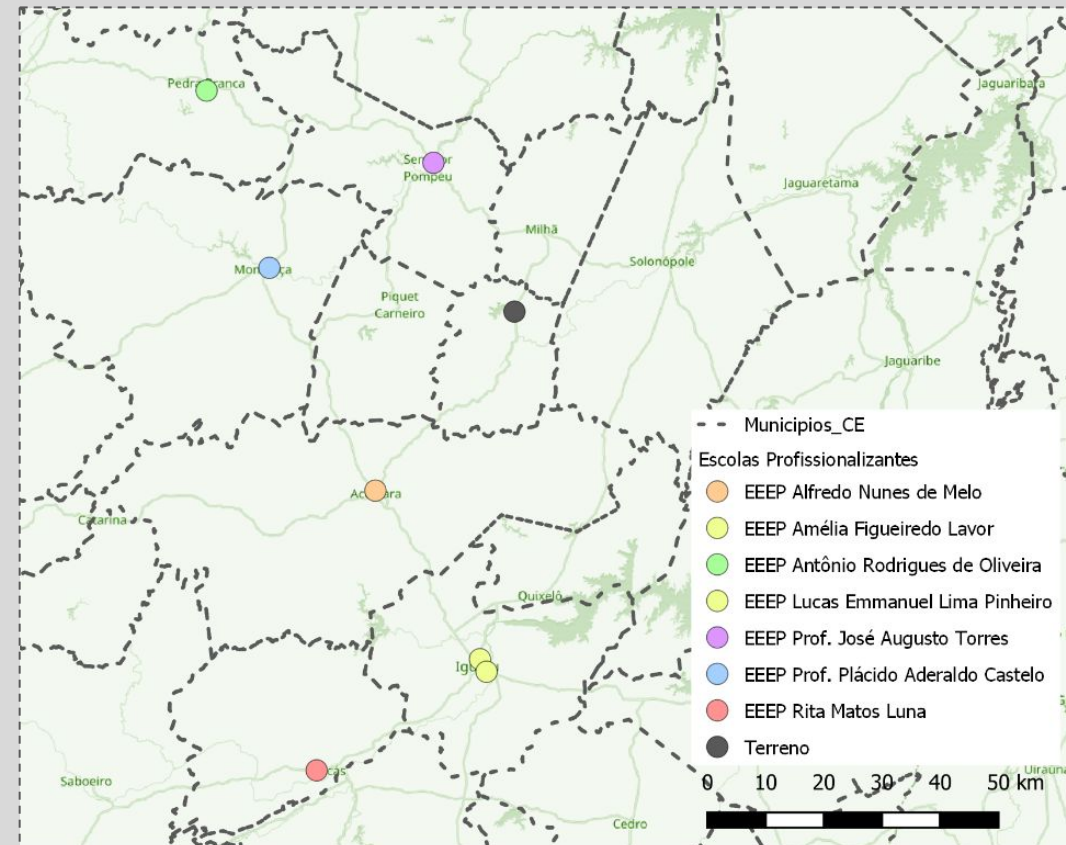 Pedra Branca
Jaguaribara
Senador
Pompeu
Jaguaretama
Milhã
Solonópole
Mombaça
Piquet
Carneiro
Jaguaribe
Municipios_CE
Escolas Profissionalizantes
EEEP Alfredo Nunes de Melo
Acopiara
EEEP Amélia Figueiredo Lavor
Catarina
EEEP Antônio Rodrigues de Oliveira
Quixelô
EEEP Lucas Emmanuel Lima Pinheiro
EEEP Prof. José Augusto Torres
Iguatu
EEEP Prof. Plácido Aderaldo Castelo
EEEP Rita Matos Luna
Terreno
Saboeiro
0 10 20 30 40 50 km
Cedro